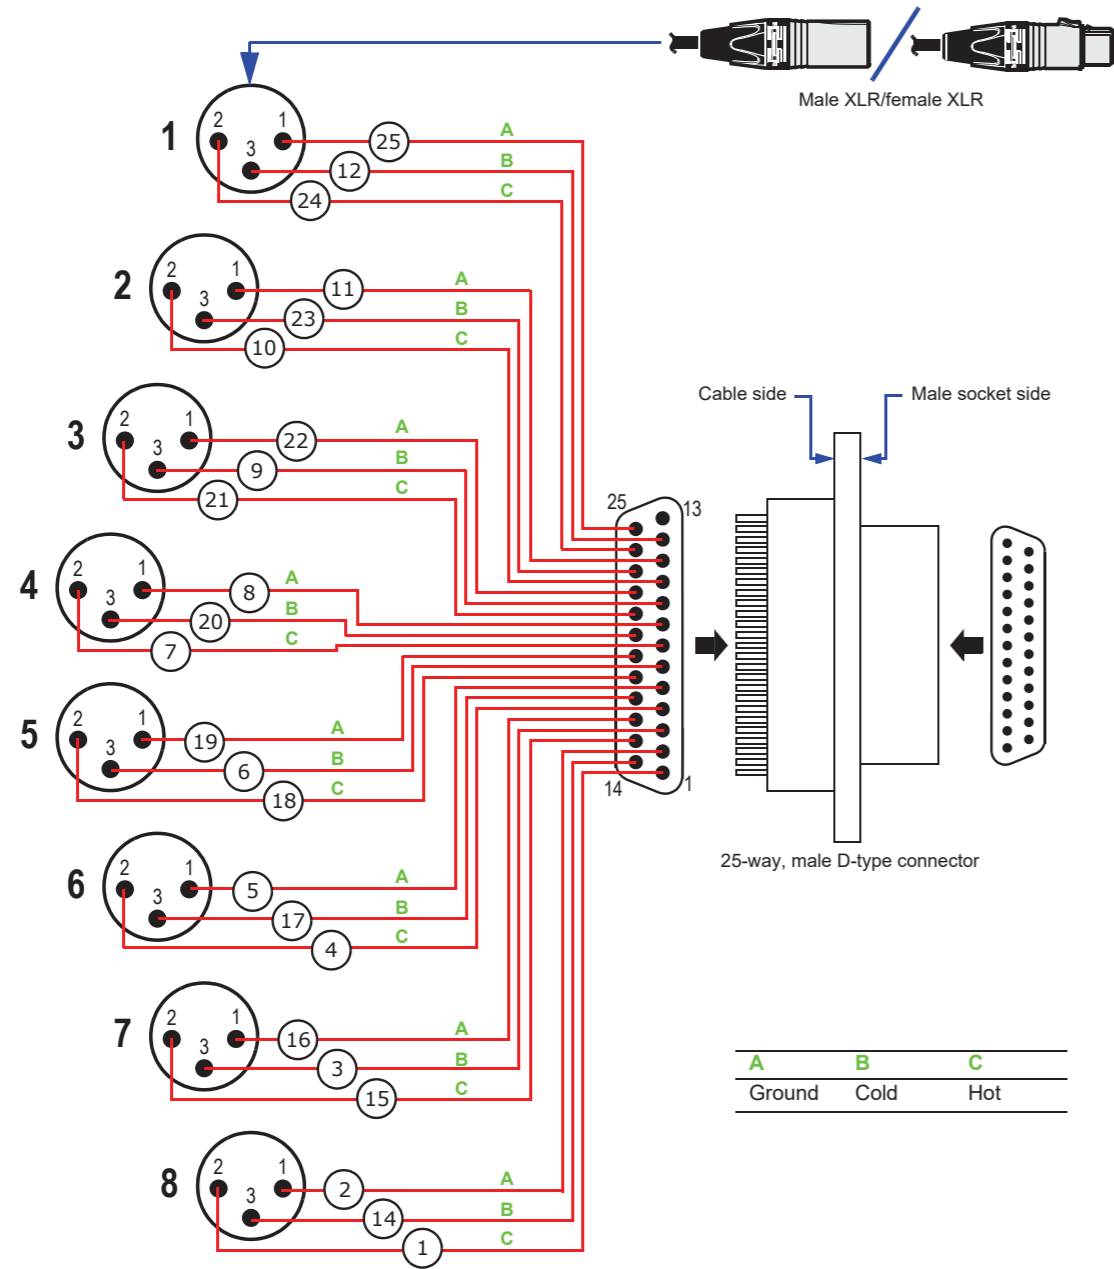 Male XLR/female XLR
1
2 1 3
25 A
12 B
24 C
2
2 1 3
11 A
23 B
10 C
Cable side Male socket side
3
2 1 3
22 A
9 B
21 C
25 13
4
2 1 3
8 A
20 B
7 C
5
2 1 3
19 A
6 B
18 C
14 1
25-way, male D-type connector
6
2 1 3
5 A
17 B
4 C
7
2 1 3
16 A
3 B
15 C
A B C
Ground Cold Hot
8
2 1 3
2 A
14 B
1 C